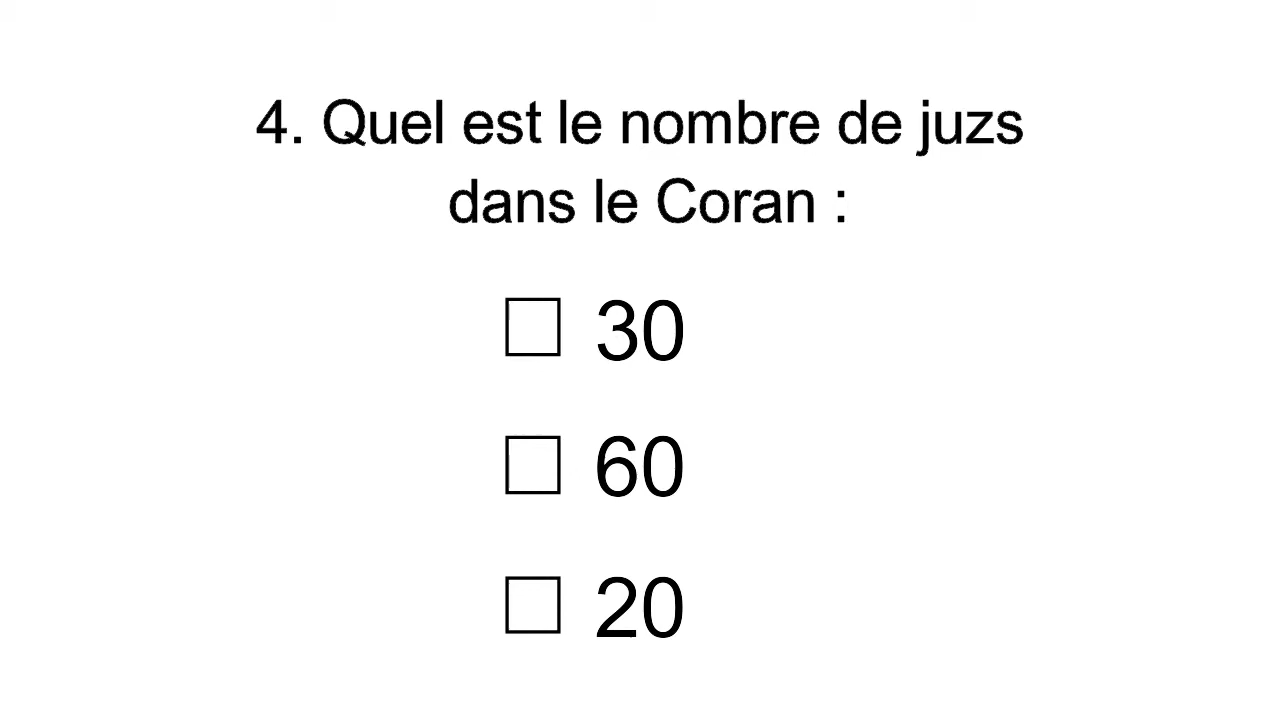 4. Quel est le nombre de juzs
dans le Coran :
☐ 30
☐ 60
☐ 20